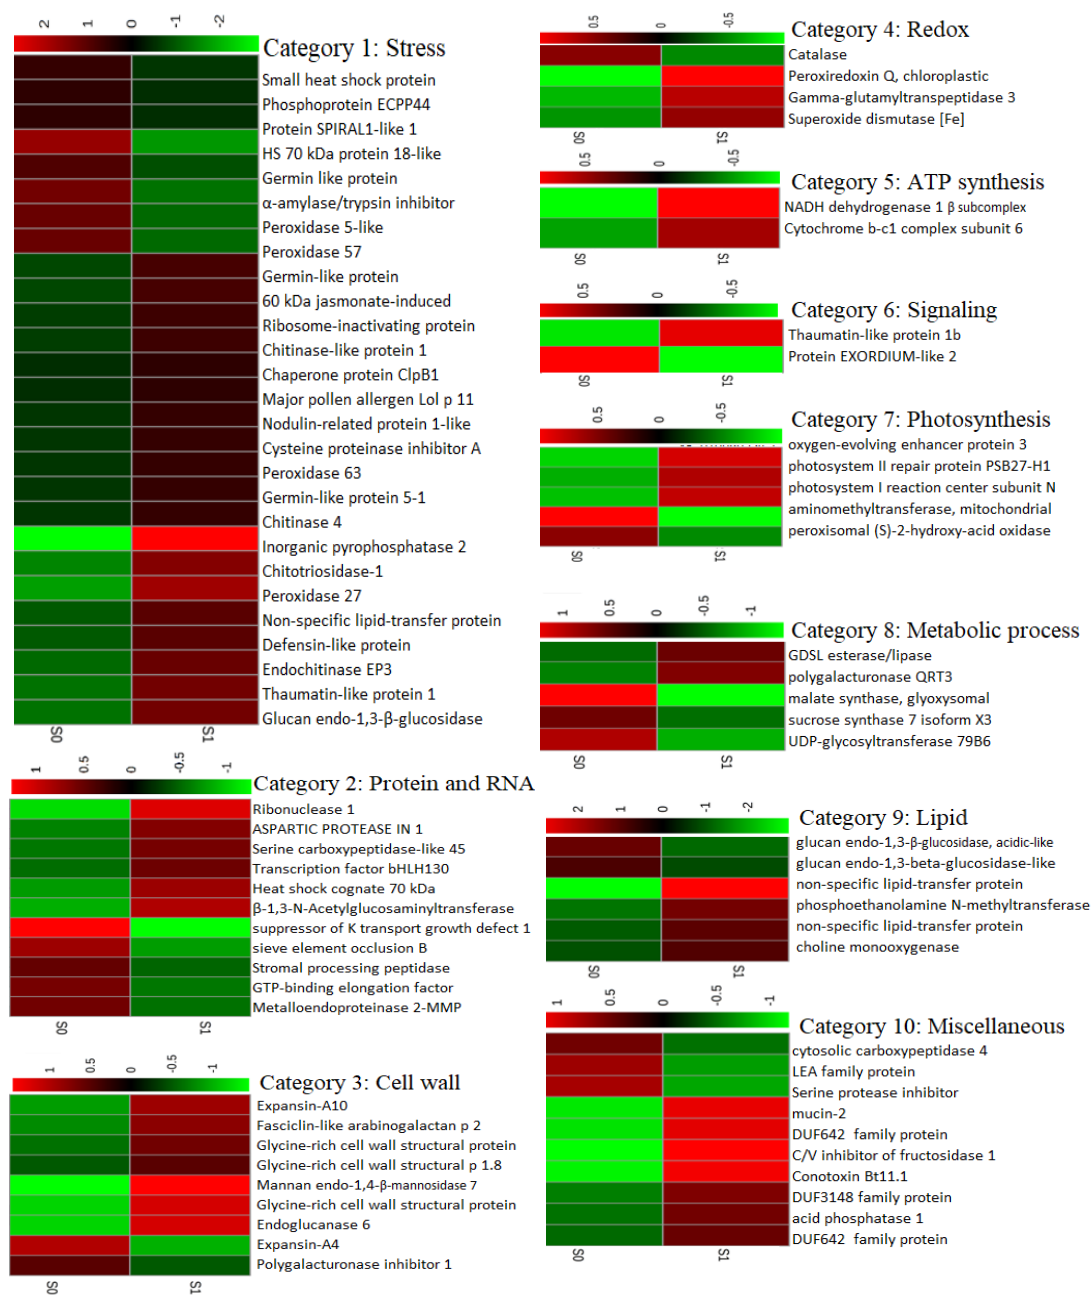 2 1 0 -1 -2
Category 1: Stress
Small heat shock protein
Phosphoprotein ECPP44
Protein SPIRAL1-like 1
HS 70 kDa protein 18-like
Germin like protein
α-amylase/trypsin inhibitor
Peroxidase 5-like
Peroxidase 57
Germin-like protein
60 kDa jasmonate-induced
Ribosome-inactivating protein
Chitinase-like protein 1
Chaperone protein ClpB1
Major pollen allergen Lol p 11
Nodulin-related protein 1-like
Cysteine proteinase inhibitor A
Peroxidase 63
Germin-like protein 5-1
Chitinase 4
Inorganic pyrophosphatase 2
Chitotriosidase-1
Peroxidase 27
Non-specific lipid-transfer protein
Defensin-like protein
Endochitinase EP3
Thaumatin-like protein 1
Glucan endo-1,3-β-glucosidase
S0 S1
1 0.5 0 -0.5 -1
Category 2: Protein and RNA
Ribonuclease 1
ASPARTIC PROTEASE IN 1
Serine carboxypeptidase-like 45
Transcription factor bHLH130
Heat shock cognate 70 kDa
β-1,3-N-Acetylglucosaminyltransferase
suppressor of K transport growth defect 1
sieve element occlusion B
Stromal processing peptidase
GTP-binding elongation factor
Metalloendoproteinase 2-MMP
S0 S1
1 0.5 0 -0.5 -1
Category 3: Cell wall
Expansin-A10
Fasciclin-like arabinogalactan p 2
Glycine-rich cell wall structural protein
Glycine-rich cell wall structural p 1.8
Mannan endo-1,4-β-mannosidase 7
Glycine-rich cell wall structural protein
Endoglucanase 6
Expansin-A4
Polygalacturonase inhibitor 1
S0 S1
0.5 0 -0.5
Category 4: Redox
Catalase
Peroxiredoxin Q, chloroplastic
Gamma-glutamyltranspeptidase 3
Superoxide dismutase [Fe]
S0 S1
0.5 0 -0.5
Category 5: ATP synthesis
NADH dehydrogenase 1 β subcomplex
Cytochrome b-c1 complex subunit 6
S0 S1
0.5 0 -0.5
Category 6: Signaling
Thaumatin-like protein 1b
Protein EXORDIUM-like 2
S0 S1
0.5 0 -0.5
Category 7: Photosynthesis
oxygen-evolving enhancer protein 3
photosystem II repair protein PSB27-H1
photosystem I reaction center subunit N
aminomethyltransferase, mitochondrial
peroxisomal (S)-2-hydroxy-acid oxidase
S0 S1
1 0.5 0 -0.5 -1
Category 8: Metabolic process
GDSL esterase/lipase
polygalacturonase QRT3
malate synthase, glyoxysomal
sucrose synthase 7 isoform X3
UDP-glycosyltransferase 79B6
S0 S1
2 1 0 -1 -2
Category 9: Lipid
glucan endo-1,3-β-glucosidase, acidic-like
glucan endo-1,3-beta-glucosidase-like
non-specific lipid-transfer protein
phosphoethanolamine N-methyltransferase
non-specific lipid-transfer protein
choline monooxygenase
S0 S1
1 0.5 0 -0.5 -1
Category 10: Miscellaneous
cytosolic carboxypeptidase 4
LEA family protein
Serine protease inhibitor
mucin-2
DUF642 family protein
C/V inhibitor of fructosidase 1
Conotoxin Bt11.1
DUF3148 family protein
acid phosphatase 1
DUF642 family protein
S0 S1